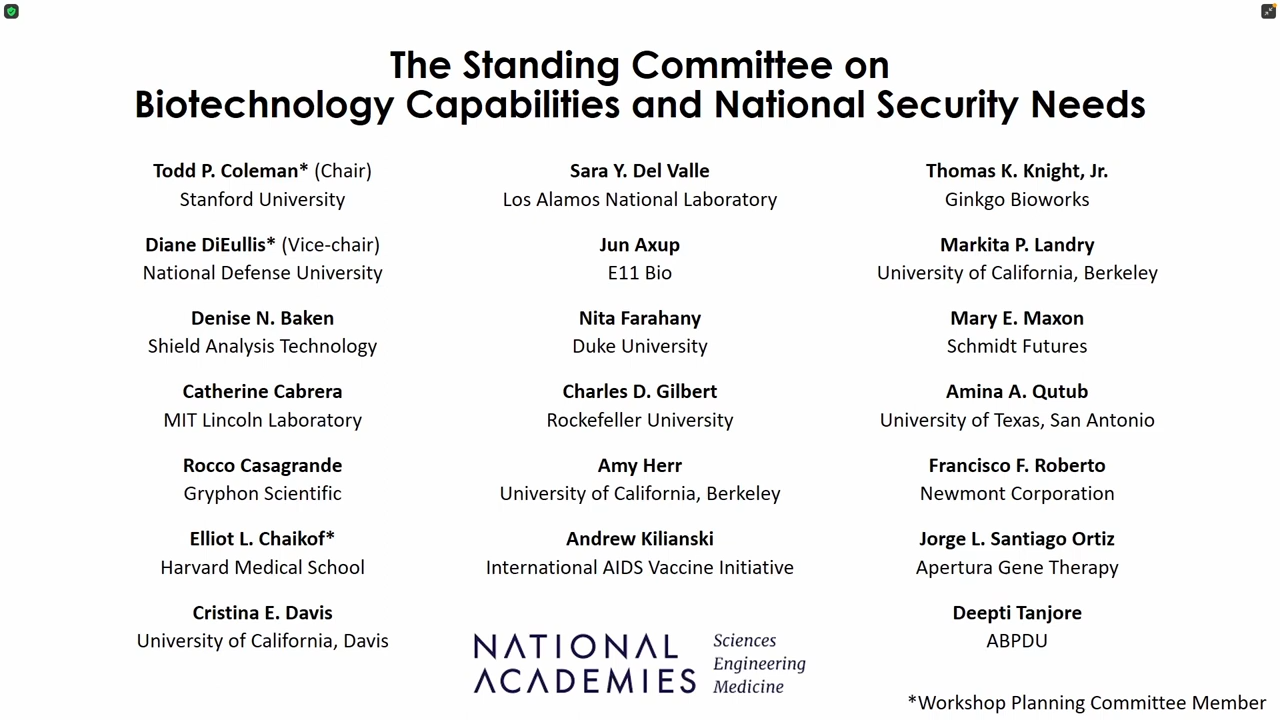 The Standing Committee on
Biotechnology Capabilities and National Security Needs
Todd P. Coleman* (Chair)
Stanford University
Diane DiEullis* (Vice-chair)
National Defense University
Denise N. Baken
Shield Analysis Technology
Catherine Cabrera
MIT Lincoln Laboratory
Rocco Casagrande
Gryphon Scientific
Elliot L. Chaikof*
Harvard Medical School
Cristina E. Davis
University of California, Davis
Sara Y. Del Valle
Los Alamos National Laboratory
Jun Axup
E11 Bio
Nita Farahany
Duke University
Charles D. Gilbert
Rockefeller University
Amy Herr
University of California, Berkeley
Andrew Kilianski
International AIDS Vaccine Initiative
Thomas K. Knight, Jr.
Ginkgo Bioworks
Markita P. Landry
University of California, Berkeley
Mary E. Maxon
Schmidt Futures
Amina A. Qutub
University of Texas, San Antonio
Francisco F. Roberto
Newmont Corporation
Jorge L. Santiago Ortiz
Apertura Gene Therapy
Deepti Tanjore
ABPDU
NATIONAL
ACADEMIES
Sciences
Engineering
Medicine
*Workshop Planning Committee Member